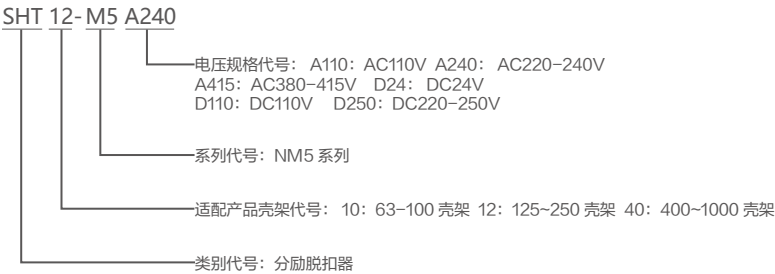 SHT 12-M5 A240
电压规格代号： A110：AC110V A240： AC220-240V
A415：AC380-415V D24： DC24V
D110：DC110V D250：DC220-250V
系列代号：NM5 系列
适配产品壳架代号： 10：63-100 壳架 12：125~250 壳架 40：400~1000 壳架
类别代号：分励脱扣器